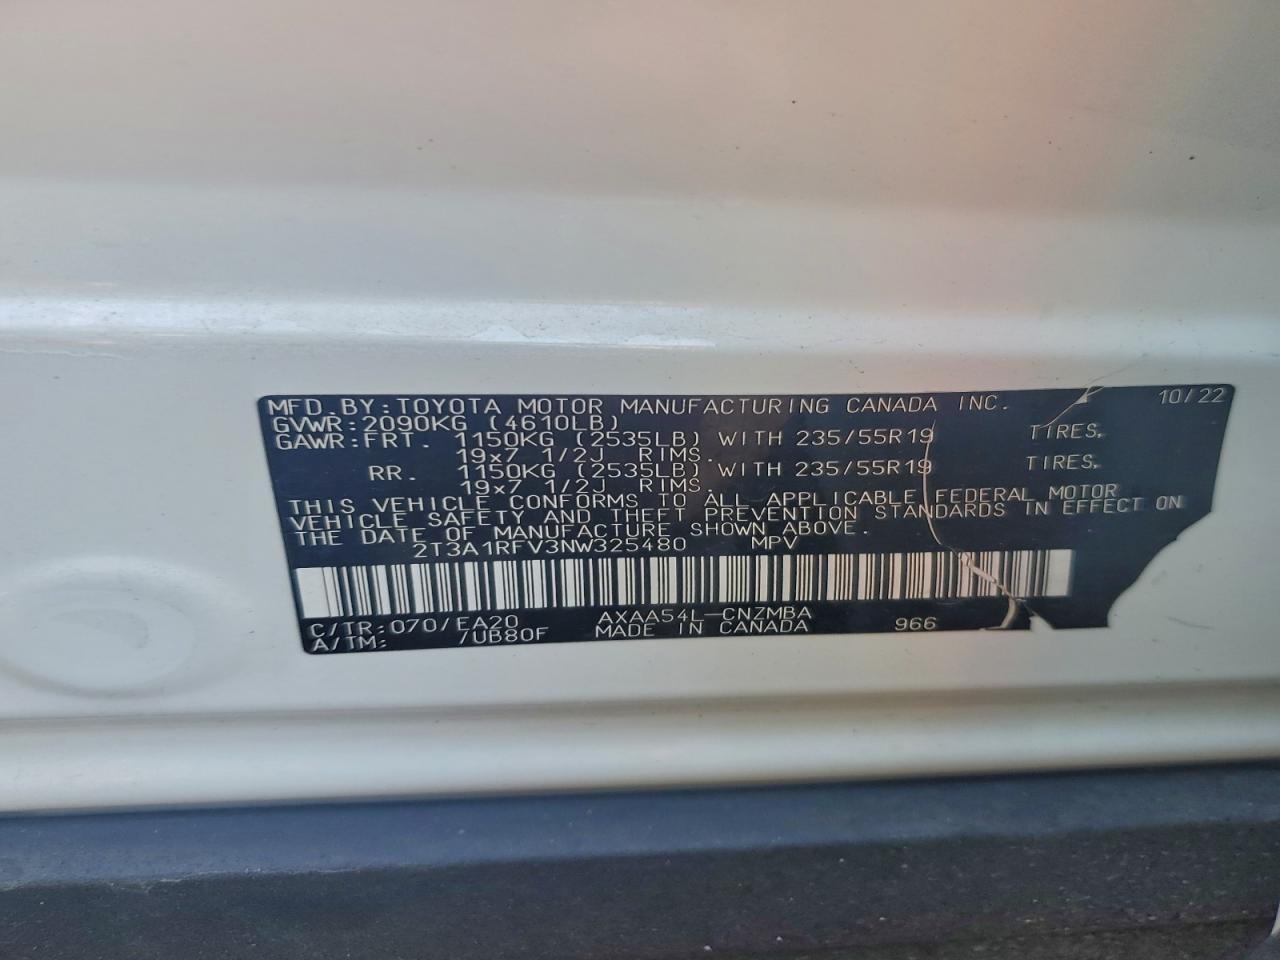 MFD. BY: TOYOTA MOTOR MANUFACTURING CANADA INC. 10/22
GVWR: 2090KG (4610LB)
GAWR: FRT. 1150KG (2535LB) WITH 235/55R19 TIRES,
19x7 1/2J RIMS.
RR. 1150KG (2535LB) WITH 235/55R19 TIRES,
19x7 1/2J RIMS.
THIS VEHICLE CONFORMS TO ALL APPLICABLE FEDERAL MOTOR
VEHICLE SAFETY AND THEFT PREVENTION STANDARDS IN EFFECT ON
THE DATE OF MANUFACTURE SHOWN ABOVE.
2T3A1RFV3NW325480 MPV
C/TR: 070/EA20 AXAA54L-CNZMBA
A/TM: /UB80F MADE IN CANADA 966